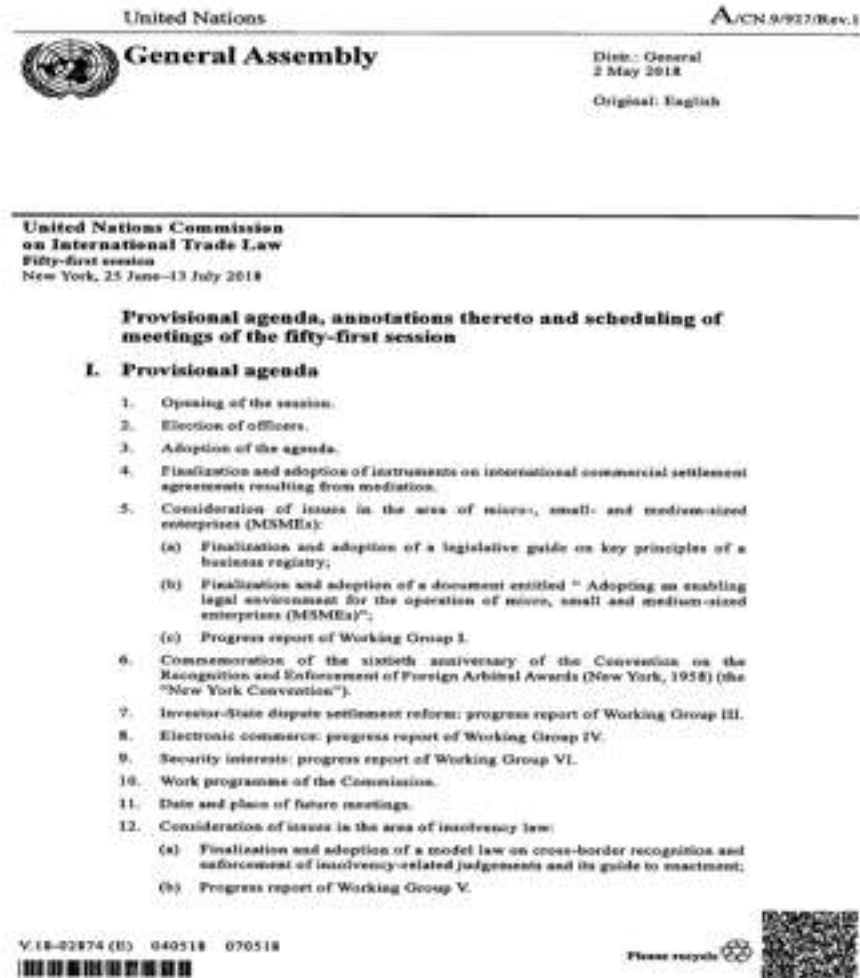 United Nations
A/CN.9/927/Rev.1
General Assembly
Distr.: General
2 May 2018
Original: English
United Nations Commission
on International Trade Law
Fifty-first session
New York, 25 June–13 July 2018
Provisional agenda, annotations thereto and scheduling of
meetings of the fifty-first session
I. Provisional agenda
1. Opening of the session.
2. Election of officers.
3. Adoption of the agenda.
4. Finalization and adoption of instruments on international commercial settlement
agreements resulting from mediation.
5. Consideration of issues in the area of micro-, small- and medium-sized
enterprises (MSMEs):
(a) Finalization and adoption of a legislative guide on key principles of a
business registry;
(b) Finalization and adoption of a document entitled " Adopting an enabling
legal environment for the operation of micro, small and medium-sized
enterprises (MSMEs)";
(c) Progress report of Working Group I.
6. Commemoration of the sixtieth anniversary of the Convention on the
Recognition and Enforcement of Foreign Arbitral Awards (New York, 1958) (the
"New York Convention").
7. Investor-State dispute settlement reform: progress report of Working Group III.
8. Electronic commerce: progress report of Working Group IV.
9. Security interests: progress report of Working Group VI.
10. Work programme of the Commission.
11. Date and place of future meetings.
12. Consideration of issues in the area of insolvency law:
(a) Finalization and adoption of a model law on cross-border recognition and
enforcement of insolvency-related judgements and its guide to enactment;
(b) Progress report of Working Group V.
V.18-02874 (E) 040518 070518
Please recycle